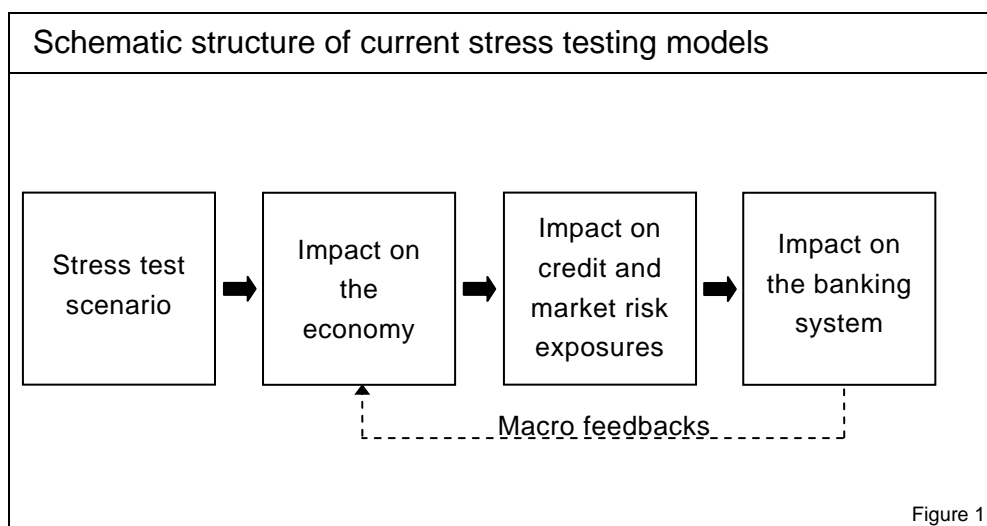 Schematic structure of current stress testing models
Stress test
scenario
Impact on
the
economy
Impact on
credit and
market risk
exposures
Impact on
the banking
system
Macro feedbacks
Figure 1